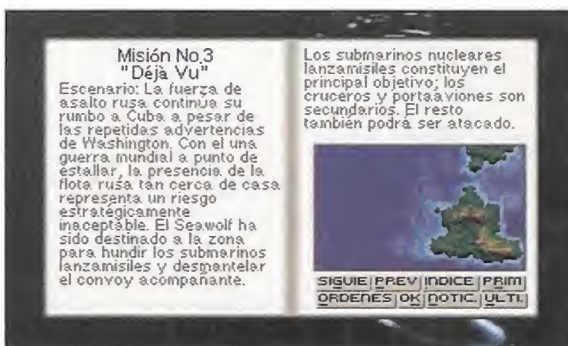 Misión No.3
"Déjà Vu"
Escenario: La fuerza de
asalto rusa continúa su
rumbo a Cuba a pesar de
las repetidas advertencias
de Washington. Con el una
guerra mundial a punto de
estallar, la presencia de la
flota rusa tan cerca de casa
representa un riesgo
estratégicamente
inaceptable. El Seawolf ha
sido destinado a la zona
para hundir los submarinos
lanzamisiles y desmantelar
el convoy acompañante.
Los submarinos nucleares
lanzamisiles constituyen el
principal objetivo; los
cruceros y portaaviones son
secundarios. El resto
también podrá ser atacado.
SIGUIE PREV INDICE PRIM
ORDENES OK NOTIC. ULTI.